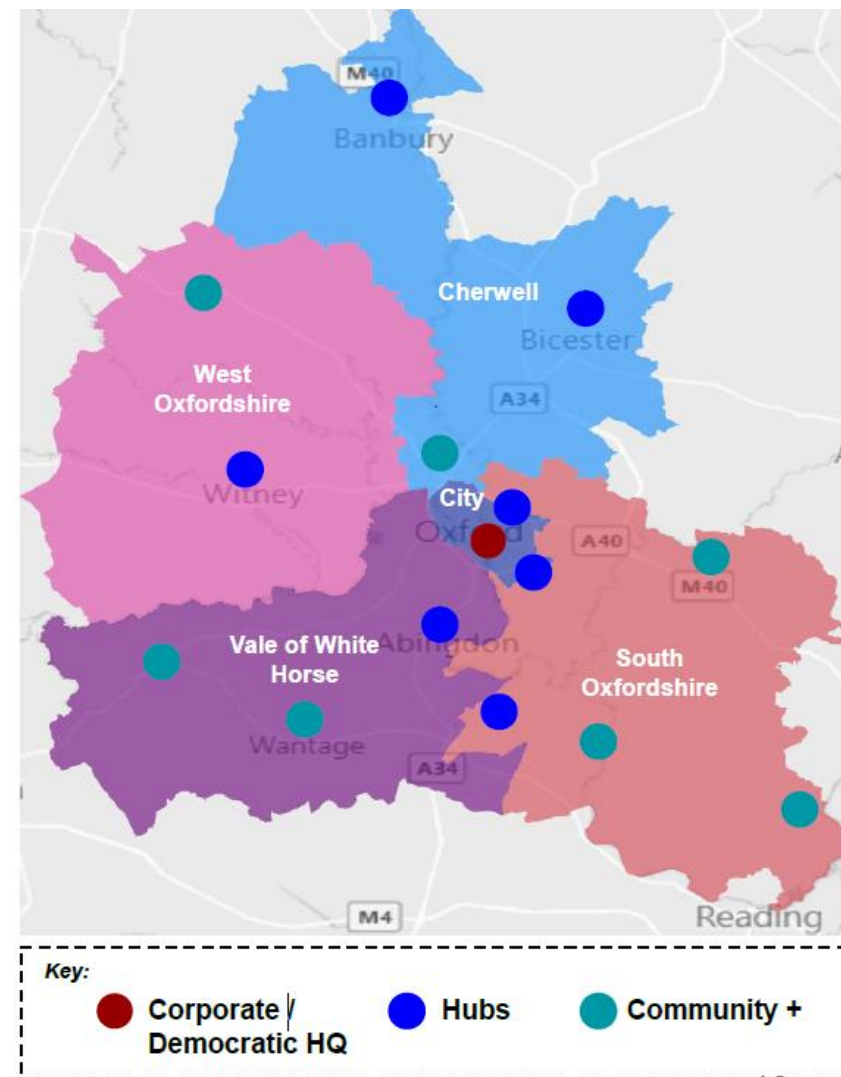 M40
Banbury
Cherwell
Bicester
West
Oxfordshire
A34
Witney
City
Oxford
A40
M40
Vale of White
Horse
Abingdon
South
Oxfordshire
Wantage
A34
M4
Reading
Key:
Corporate / Democratic HQ
Hubs
Community +